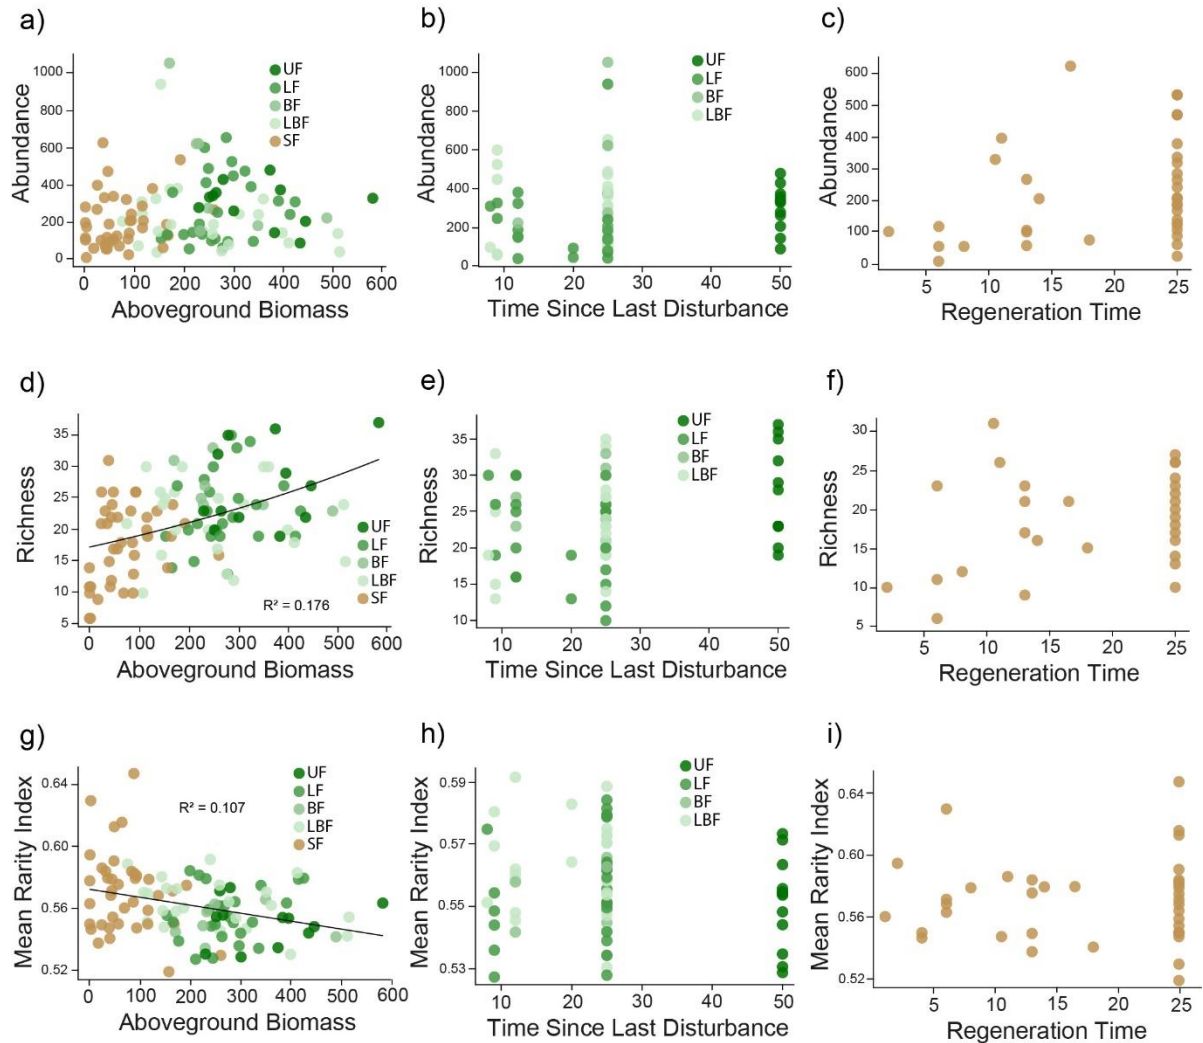 a)
Abundance
1000
800
600
400
200
0
0 100 200 300 400 500 600
Aboveground Biomass
UF
LF
BF
LBF
SF
b)
Abundance
1000
800
600
400
200
0
10 20 30 40 50
Time Since Last Disturbance
UF
LF
BF
LBF
c)
Abundance
600
500
400
300
200
100
0
5 10 15 20 25
Regeneration Time
d)
Richness
35
30
25
20
15
10
5
0 100 200 300 400 500 600
Aboveground Biomass
UF
LF
BF
LBF
SF
R² = 0.176
e)
Richness
35
30
25
20
15
10
10 20 30 40 50
Time Since Last Disturbance
UF
LF
BF
LBF
f)
Richness
30
25
20
15
10
5
5 10 15 20 25
Regeneration Time
g)
Mean Rarity Index
0.64
0.60
0.56
0.52
0 100 200 300 400 500 600
Aboveground Biomass
R² = 0.107
UF
LF
BF
LBF
SF
h)
Mean Rarity Index
0.59
0.57
0.55
0.53
10 20 30 40 50
Time Since Last Disturbance
UF
LF
BF
LBF
i)
Mean Rarity Index
0.64
0.60
0.56
0.52
5 10 15 20 25
Regeneration Time